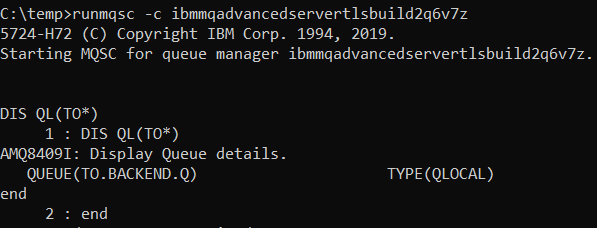 C:\temp>runmqsc -c ibmmqadvancedservertlsbuild2q6v7z
5724-H72 (C) Copyright IBM Corp. 1994, 2019.
Starting MQSC for queue manager ibmmqadvancedservertlsbuild2q6v7z.
DIS QL(TO*)
1 : DIS QL(TO*)
AMQ8409I: Display Queue details.
QUEUE(TO.BACKEND.Q) TYPE(QLOCAL)
end
2 : end